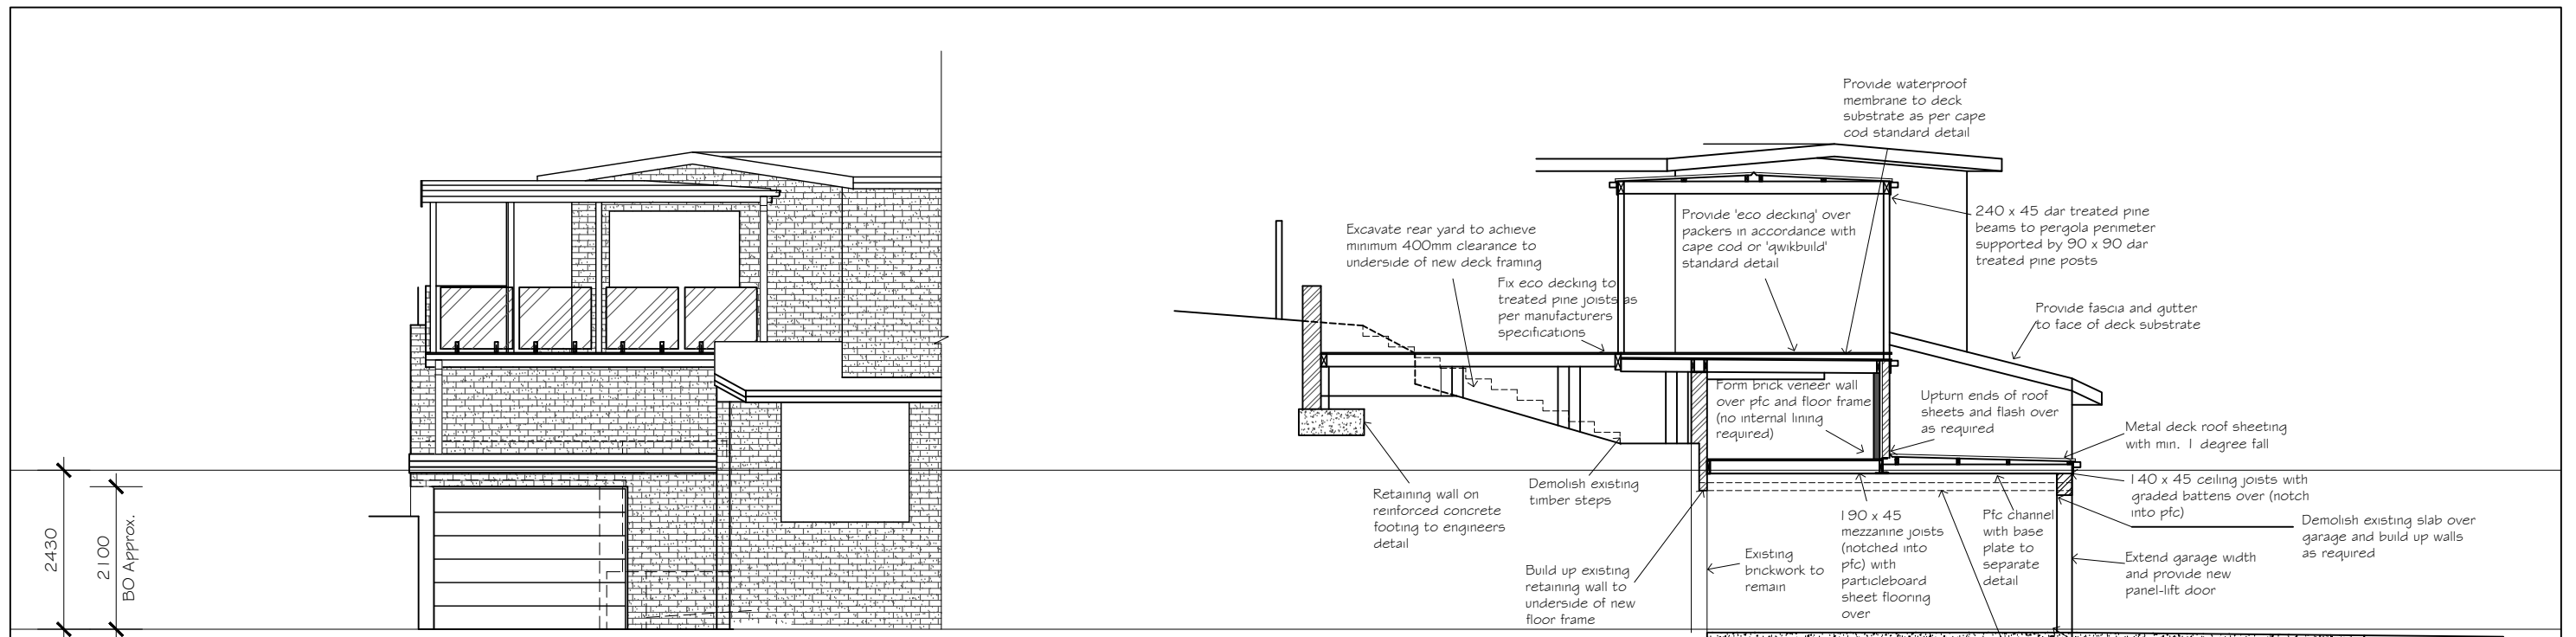 2430
2100
BO Approx.
Provide waterproof
membrane to deck
substrate as per cape
cod standard detail
Excavate rear yard to achieve
minimum 400mm clearance to
underside of new deck framing
Fix eco decking to
treated pine joists as
per manufacturers
specifications
Provide 'eco decking' over
packers in accordance with
cape cod or 'qwikbuild'
standard detail
240 x 45 dar treated pine
beams to pergola perimeter
supported by 90 x 90 dar
treated pine posts
Provide fascia and gutter
to face of deck substrate
Form brick veneer wall
over pfc and floor frame
(no internal lining
required)
Upturn ends of roof
sheets and flash over
as required
Metal deck roof sheeting
with min. 1 degree fall
Retaining wall on
reinforced concrete
footing to engineers
detail
Demolish existing
timber steps
Build up existing
retaining wall to
underside of new
floor frame
Existing
brickwork to
remain
190 x 45
mezzanine joists
(notched into
pfc) with
particleboard
sheet flooring
over
Pfc channel
with base
plate to
separate
detail
140 x 45 ceiling joists with
graded battens over (notch
into pfc)
Demolish existing slab over
garage and build up walls
as required
Extend garage width
and provide new
panel-lift door